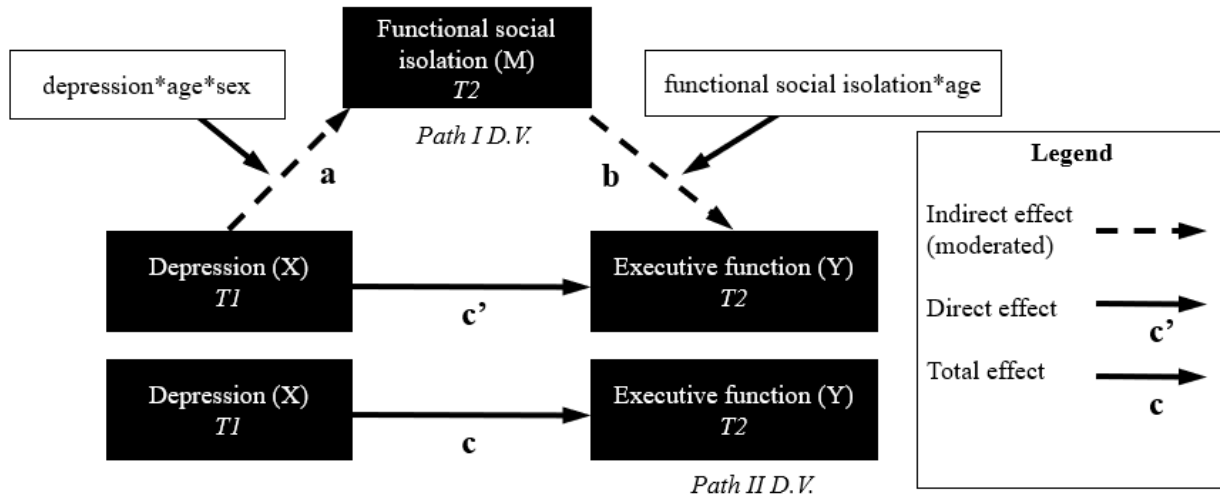 Functional social
isolation (M)
T2
depression*age*sex
functional social isolation*age
Path I D.V.
a
b
Depression (X)
T1
Executive function (Y)
T2
c’
Depression (X)
T1
Executive function (Y)
T2
c
Path II D.V.
Legend
Indirect effect
(moderated)
Direct effect
c’
Total effect
c